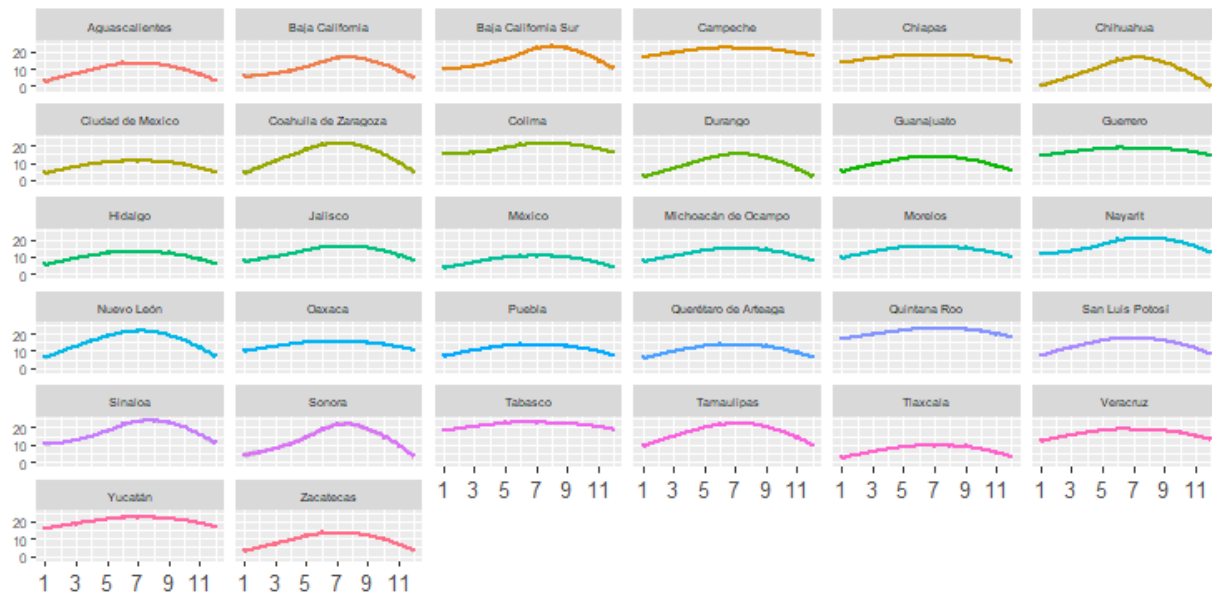 Aguascalientes Baja California Baja California Sur Campeche Chiapas Chihuahua
20
10
0
Ciudad de Mexico Coahuila de Zaragoza Colima Durango Guanajuato Guerrero
20
10
0
Hidalgo Jalisco México Michoacán de Ocampo Morelos Nayarit
20
10
0
Nuevo León Oaxaca Puebla Querétaro de Arteaga Quintana Roo San Luis Potosí
20
10
0
Sinaloa Sonora Tabasco Tamaulipas Tlaxcala Veracruz
20
10
0
1 3 5 7 9 11 1 3 5 7 9 11 1 3 5 7 9 11 1 3 5 7 9 11
Yucatán Zacatecas
20
10
0
1 3 5 7 9 11 1 3 5 7 9 11